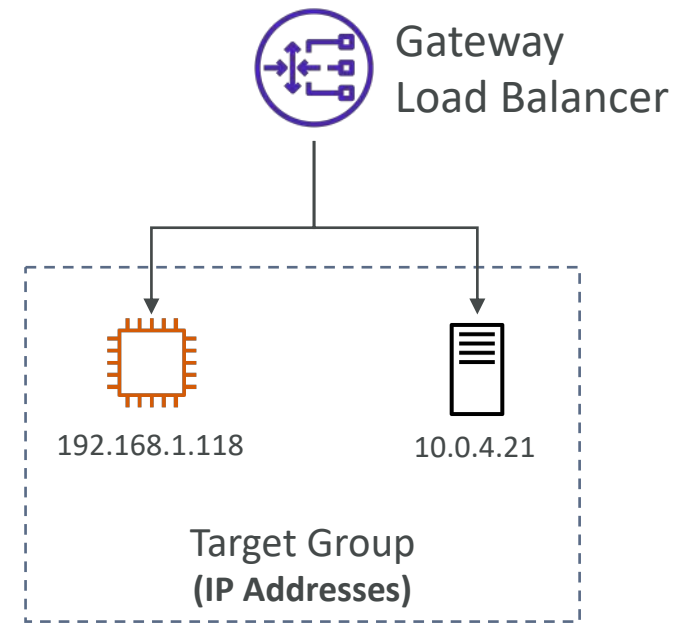 Gateway
Load Balancer
192.168.1.118
10.0.4.21
Target Group
(IP Addresses)